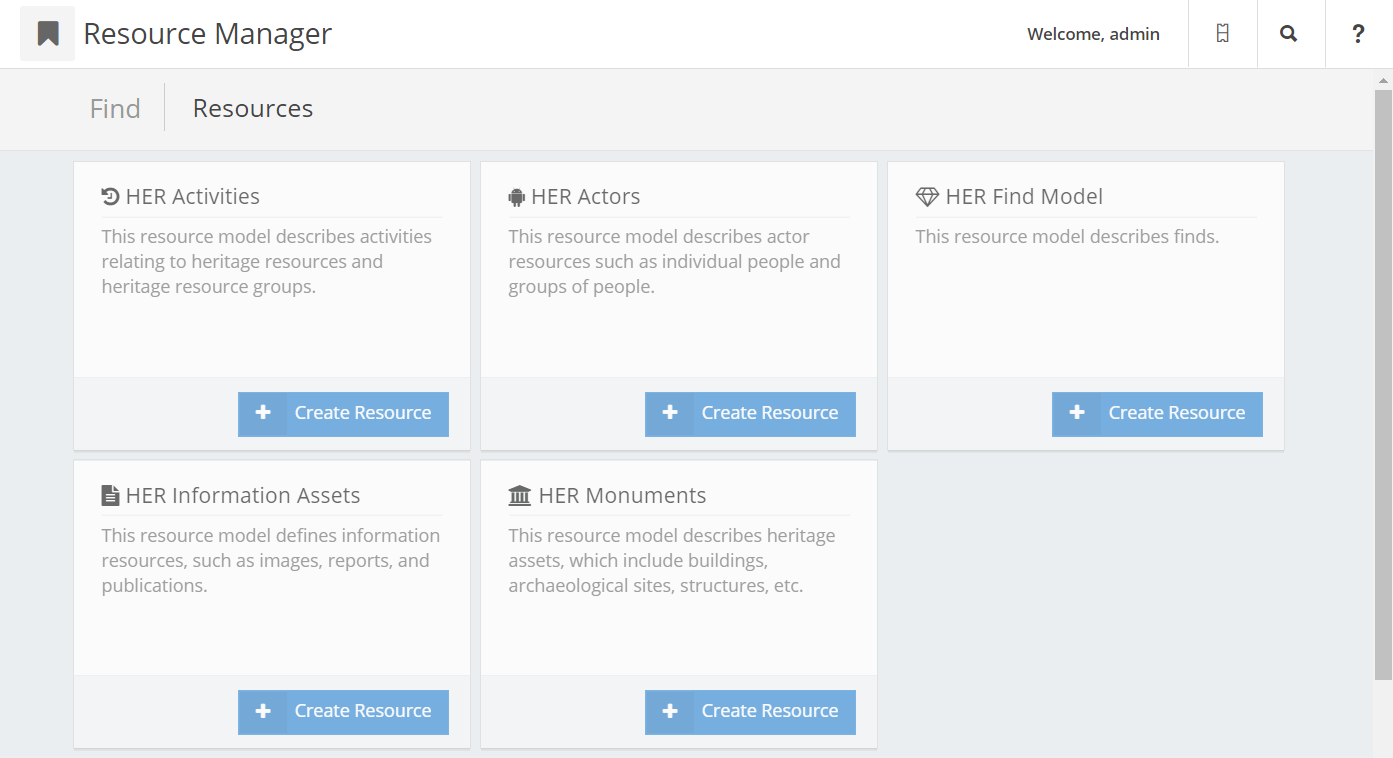 Resource Manager
Welcome, admin
?
Find
Resources
HER Activities
This resource model describes activities
relating to heritage resources and
heritage resource groups.
Create Resource
HER Actors
This resource model describes actor
resources such as individual people and
groups of people.
Create Resource
HER Find Model
This resource model describes finds.
Create Resource
HER Information Assets
This resource model defines information
resources, such as images, reports, and
publications.
Create Resource
HER Monuments
This resource model describes heritage
assets, which include buildings,
archaeological sites, structures, etc.
Create Resource